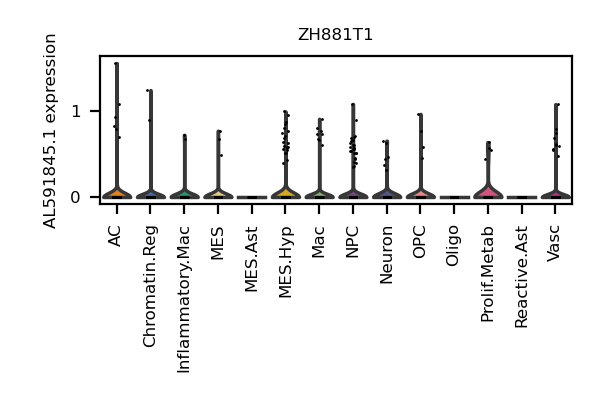 ZH881T1
AL591845.1 expression
1
0
AC
Chromatin.Reg
Inflammatory.Mac
MES
MES.Ast
MES.Hyp
Mac
NPC
Neuron
OPC
Oligo
Prolif.Metab
Reactive.Ast
Vasc